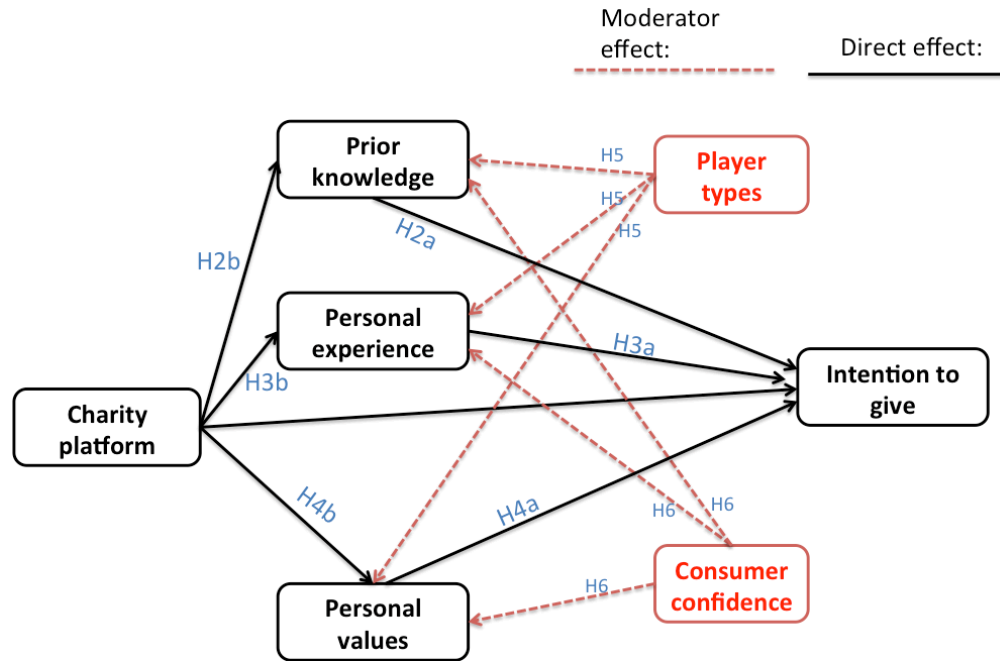 Moderator
effect:
Direct effect:
Prior
knowledge
Player
types
H5
H5
H5
H2a
H2b
Personal
experience
H3a
H3b
Intention to
give
Charity
platform
H4b
H4a
H6
H6
H6
Consumer
confidence
Personal
values